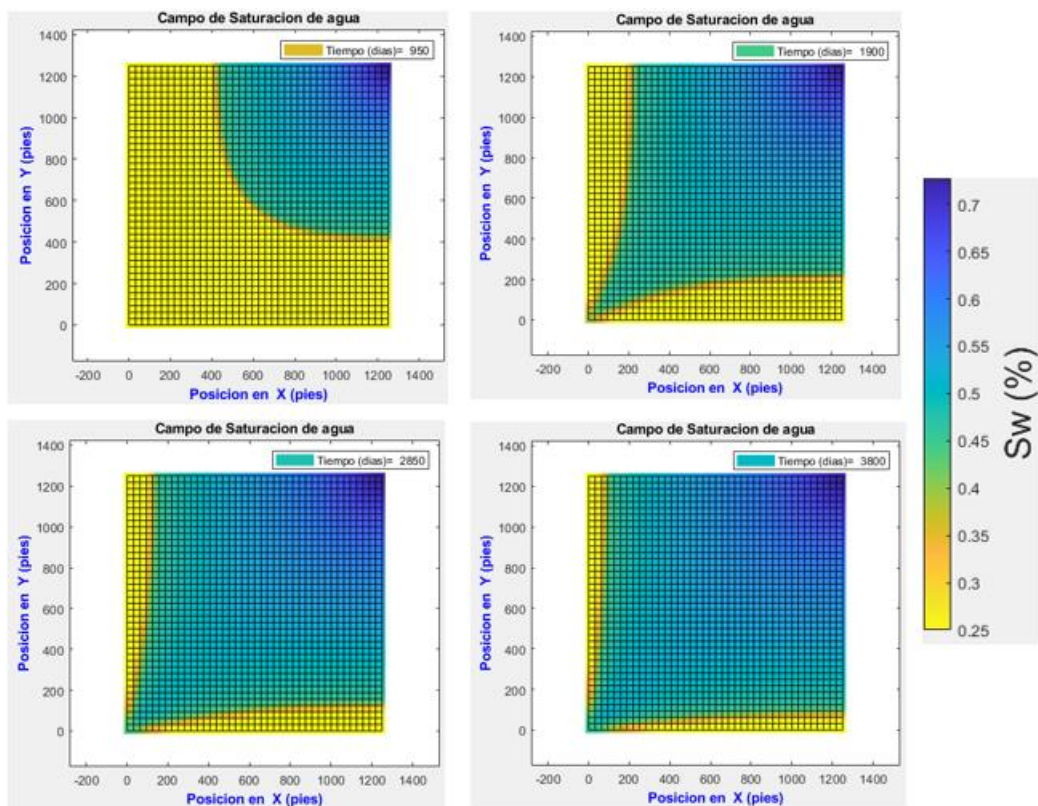 Campo de Saturacion de agua
Tiempo (dias)= 950
1400
1200
1000
800
600
400
200
0
Posicion en Y (pies)
-200 0 200 400 600 800 1000 1200 1400
Posicion en X (pies)
Campo de Saturacion de agua
Tiempo (dias)= 1900
1400
1200
1000
800
600
400
200
0
Posicion en Y (pies)
-200 0 200 400 600 800 1000 1200 1400
Posicion en X (pies)
Campo de Saturacion de agua
Tiempo (dias)= 2850
1400
1200
1000
800
600
400
200
0
Posicion en Y (pies)
-200 0 200 400 600 800 1000 1200 1400
Posicion en X (pies)
Campo de Saturacion de agua
Tiempo (dias)= 3800
1400
1200
1000
800
600
400
200
0
Posicion en Y (pies)
-200 0 200 400 600 800 1000 1200 1400
Posicion en X (pies)
0.7
0.65
0.6
0.55
0.5
0.45
0.4
0.35
0.3
0.25
Sw (%)